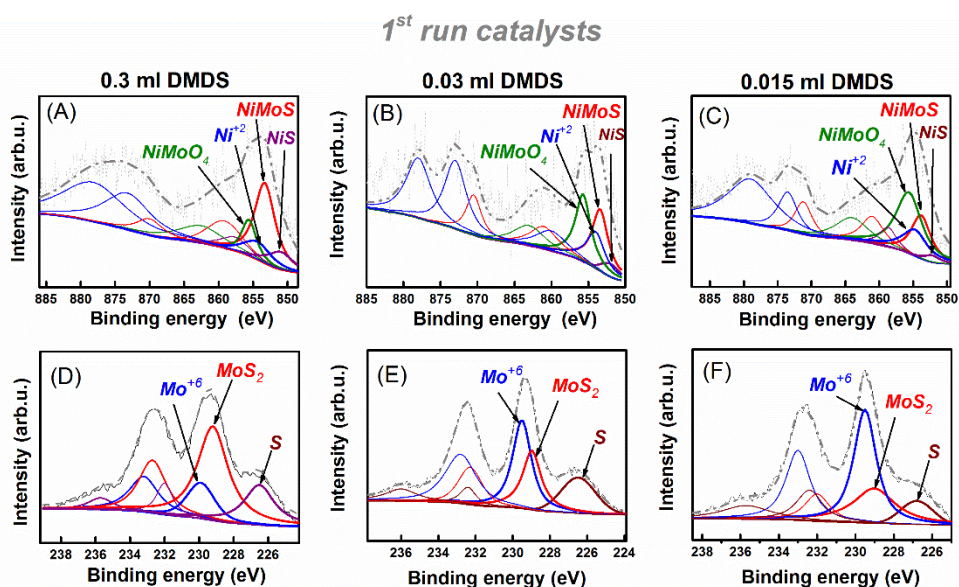 1st run catalysts
0.3 ml DMDS
0.03 ml DMDS
0.015 ml DMDS
(A)
NiMoS
Ni+2
NiS
NiMoO4
Intensity (arb.u.)
885 880 875 870 865 860 855 850
Binding energy (eV)
(B)
NiMoS
Ni+2
NiS
NiMoO4
Intensity (arb.u.)
885 880 875 870 865 860 855 850
Binding energy (eV)
(C)
NiMoS
NiMoO4
NiS
Ni+2
Intensity (arb.u.)
885 880 875 870 865 860 855 850
Binding energy (eV)
(D)
MoS2
Mo+6
S
Intensity (arb.u.)
238 236 234 232 230 228 226
Binding energy (eV)
(E)
Mo+6
MoS2
S
Intensity (arb.u.)
236 234 232 230 228 226 224
Binding energy (eV)
(F)
Mo+6
MoS2
S
Intensity (arb.u.)
238 236 234 232 230 228 226
Binding energy (eV)